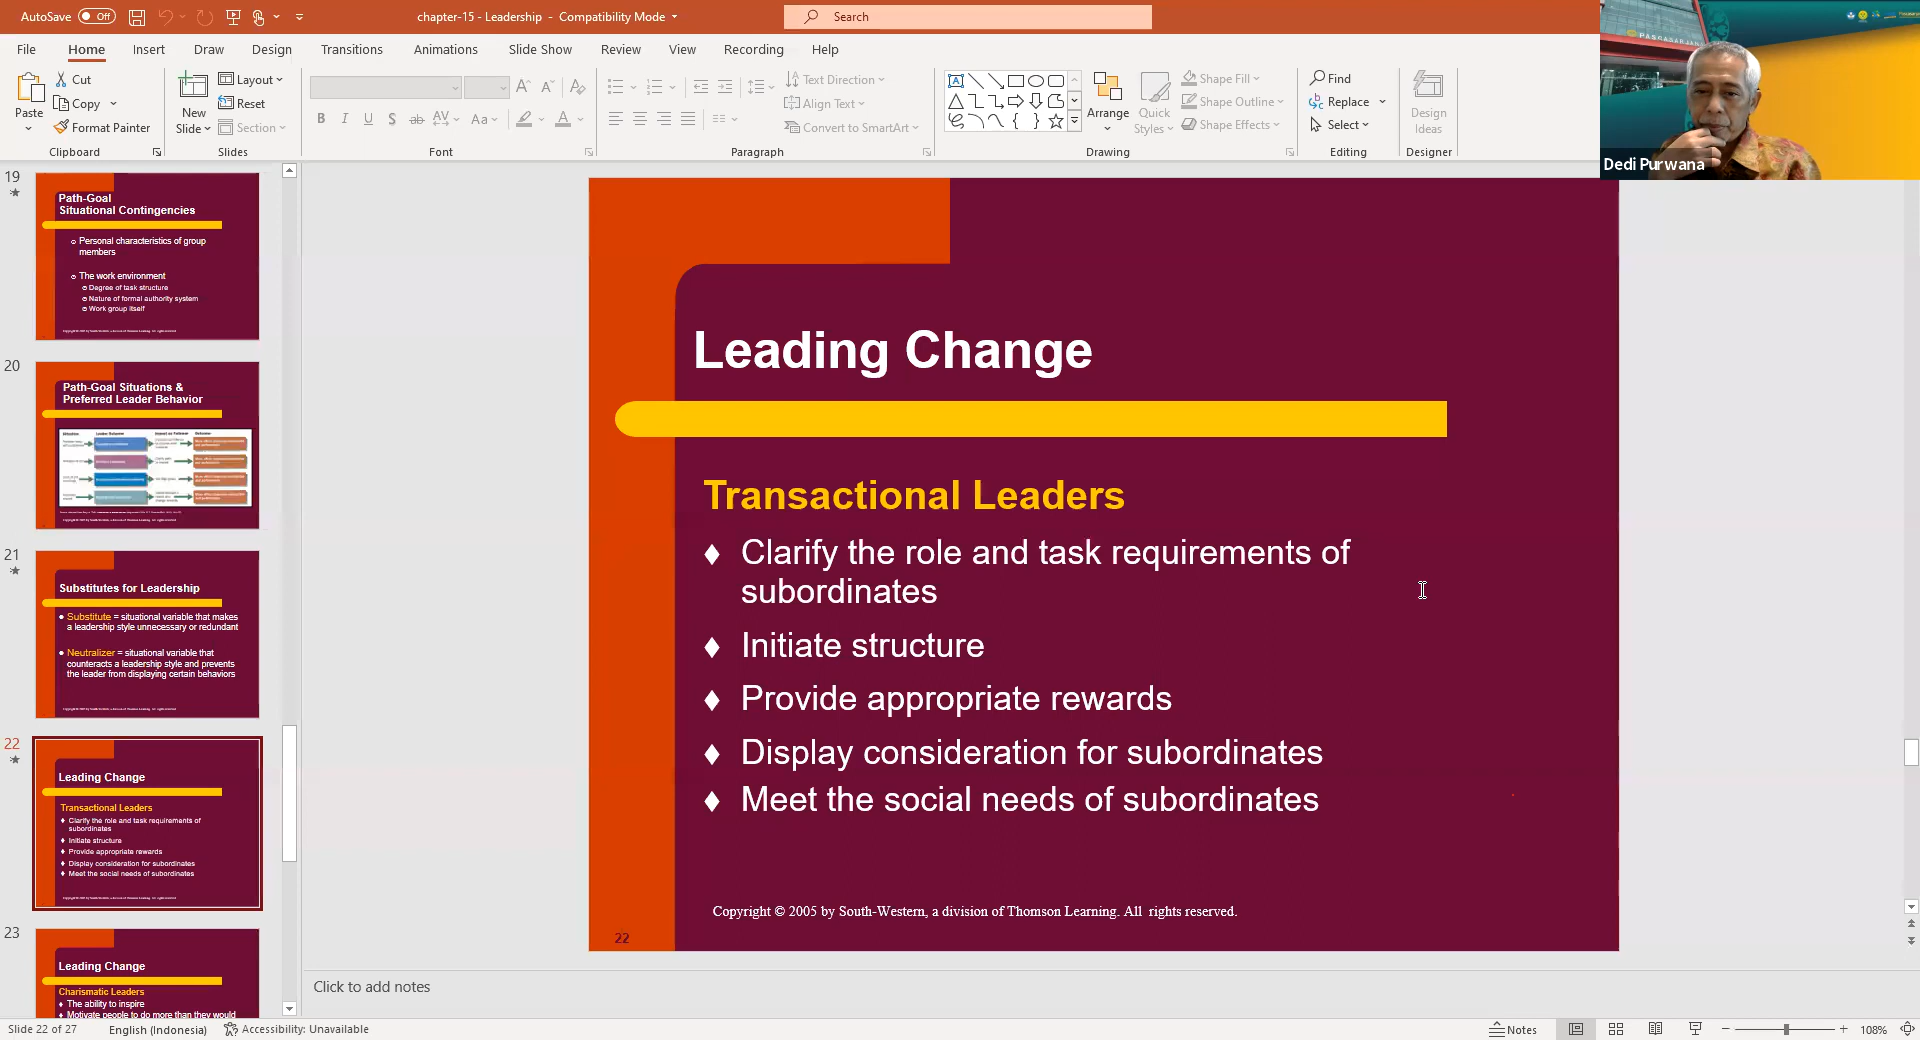 AutoSave Off
chapter-15 - Leadership - Compatibility Mode
Search
File Home Insert Draw Design Transitions Animations Slide Show Review View Recording Help
Paste
Cut
Copy
Format Painter
Clipboard
New
Slide
Layout
Reset
Section
Slides
B I U S ab AV Aa A
Font
Text Direction
Align Text
Convert to SmartArt
Paragraph
Arrange
Quick
Styles
Shape Fill
Shape Outline
Shape Effects
Drawing
Find
Replace
Select
Editing
Design
Ideas
Designer
Dedi Purwana
19
Path-Goal
Situational Contingencies
Personal characteristics of group
members
The work environment
Degree of task structure
Nature of formal authority system
Work group itself
20
Path-Goal Situations &
Preferred Leader Behavior
21
Substitutes for Leadership
Substitute = situational variable that makes
a leadership style unnecessary or redundant
Neutralizer = situational variable that
counteracts a leadership style and prevents
the leader from displaying certain behaviors
22
Leading Change
Transactional Leaders
Clarify the role and task requirements of
subordinates
Initiate structure
Provide appropriate rewards
Display consideration for subordinates
Meet the social needs of subordinates
23
Leading Change
Charismatic Leaders
The ability to inspire
Motivate people to do more than they would
Leading Change
Transactional Leaders
♦ Clarify the role and task requirements of
subordinates
♦ Initiate structure
♦ Provide appropriate rewards
♦ Display consideration for subordinates
♦ Meet the social needs of subordinates
Copyright © 2005 by South-Western, a division of Thomson Learning. All rights reserved.
22
Click to add notes
Slide 22 of 27 English (Indonesia) Accessibility: Unavailable Notes 108%